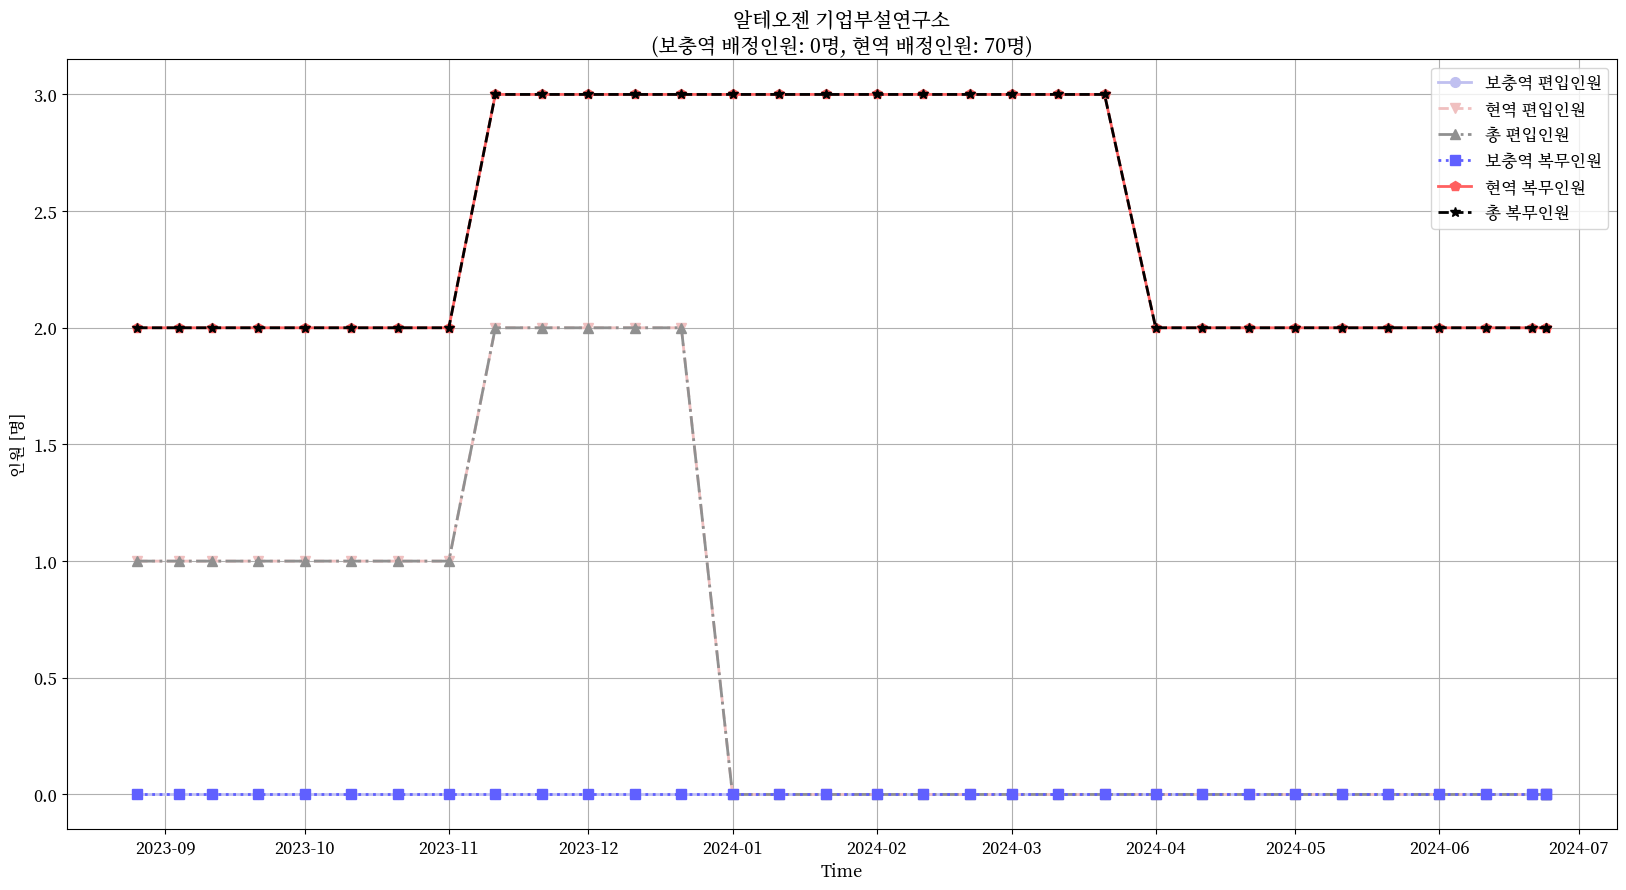 알테오젠 기업부설연구소
(보충역 배정인원: 0명, 현역 배정인원: 70명)
보충역 편입인원
현역 편입인원
총 편입인원
보충역 복무인원
현역 복무인원
총 복무인원
인원 [명]
3.0
2.5
2.0
1.5
1.0
0.5
0.0
2023-09
2023-10
2023-11
2023-12
2024-01
2024-02
2024-03
2024-04
2024-05
2024-06
2024-07
Time